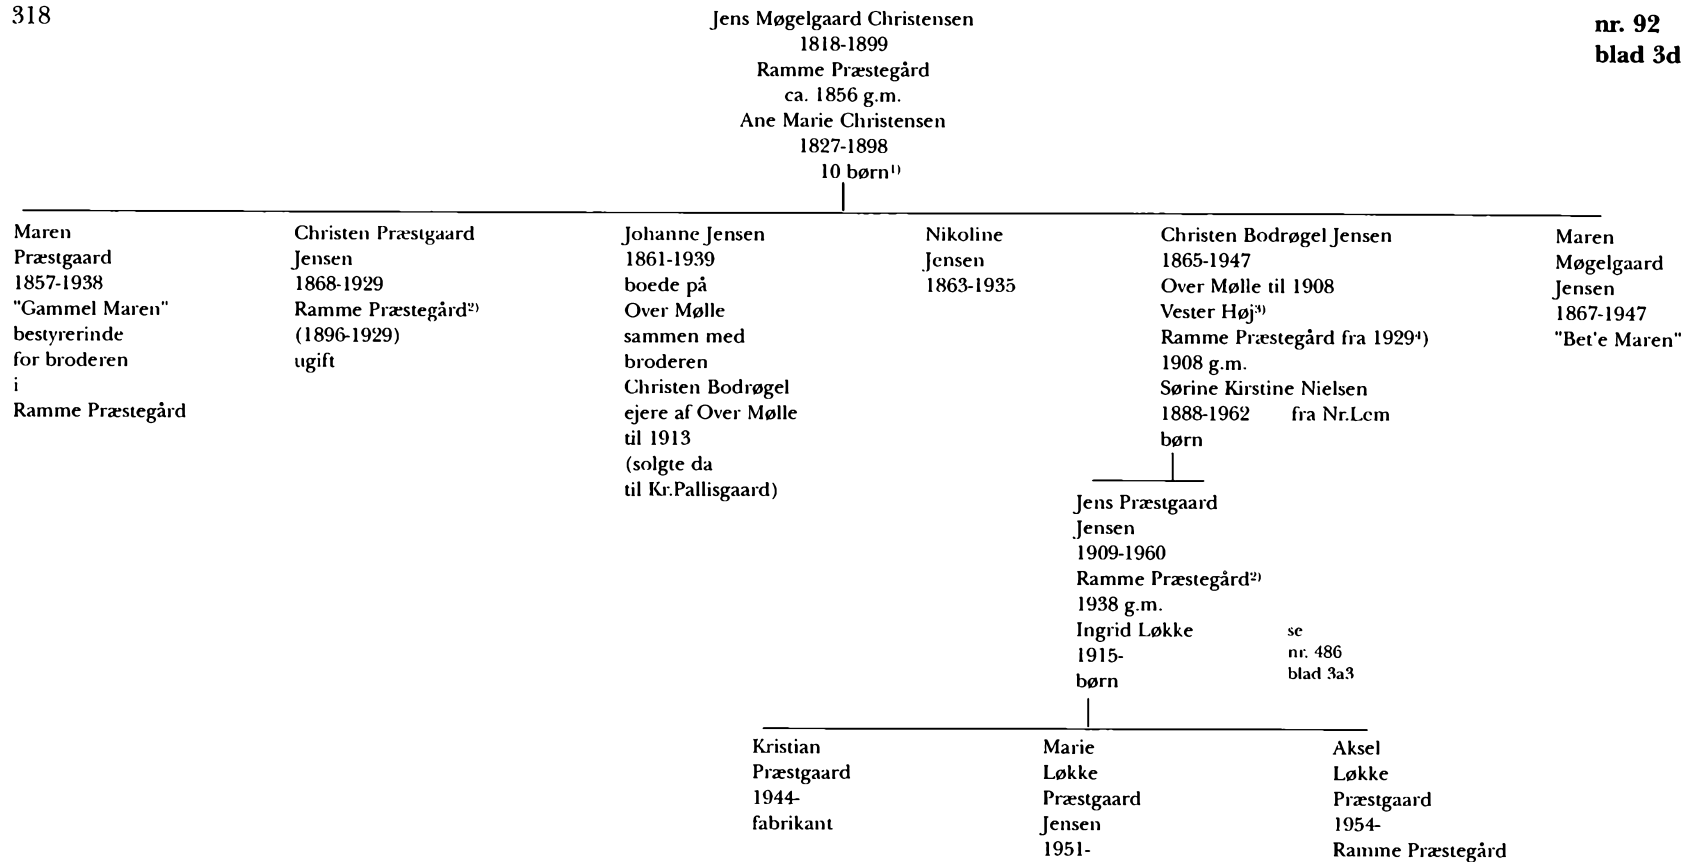 318
nr. 92
blad 3d
Jens Møgelgaard Christensen
1818-1899
Ramme Præstegård
ca. 1856 g.m.
Ane Marie Christensen
1827-1898
10 børn¹⁾
Maren
Præstgaard
1857-1938
"Gammel Maren"
bestyrerinde
for broderen
i
Ramme Præstegård
Christen Præstgaard
Jensen
1868-1929
Ramme Præstegård²⁾
(1896-1929)
ugift
Johanne Jensen
1861-1939
boede på
Over Mølle
sammen med
broderen
Christen Bodrøgel
ejere af Over Mølle
til 1913
(solgte da
til Kr.Pallisgaard)
Nikoline
Jensen
1863-1935
Christen Bodrøgel Jensen
1865-1947
Over Mølle til 1908
Vester Høj³⁾
Ramme Præstegård fra 1929⁴)
1908 g.m.
Sørine Kirstine Nielsen
1888-1962 fra Nr.Lem
børn
Maren
Møgelgaard
Jensen
1867-1947
"Bet'e Maren"
Jens Præstgaard
Jensen
1909-1960
Ramme Præstegård²⁾
1938 g.m.
Ingrid Løkke
1915-
børn
se
nr. 486
blad 3a3
Kristian
Præstgaard
1944-
fabrikant
Marie
Løkke
Præstgaard
Jensen
1951-
Aksel
Løkke
Præstgaard
1954-
Ramme Præstegård